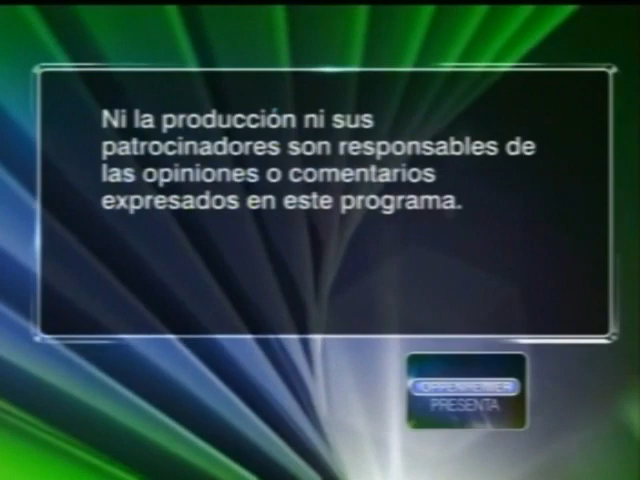 Ni la producción ni sus
patrocinadores son responsables de
las opiniones o comentarios
expresados en este programa.
OPPENHEIMER
PRESENTA